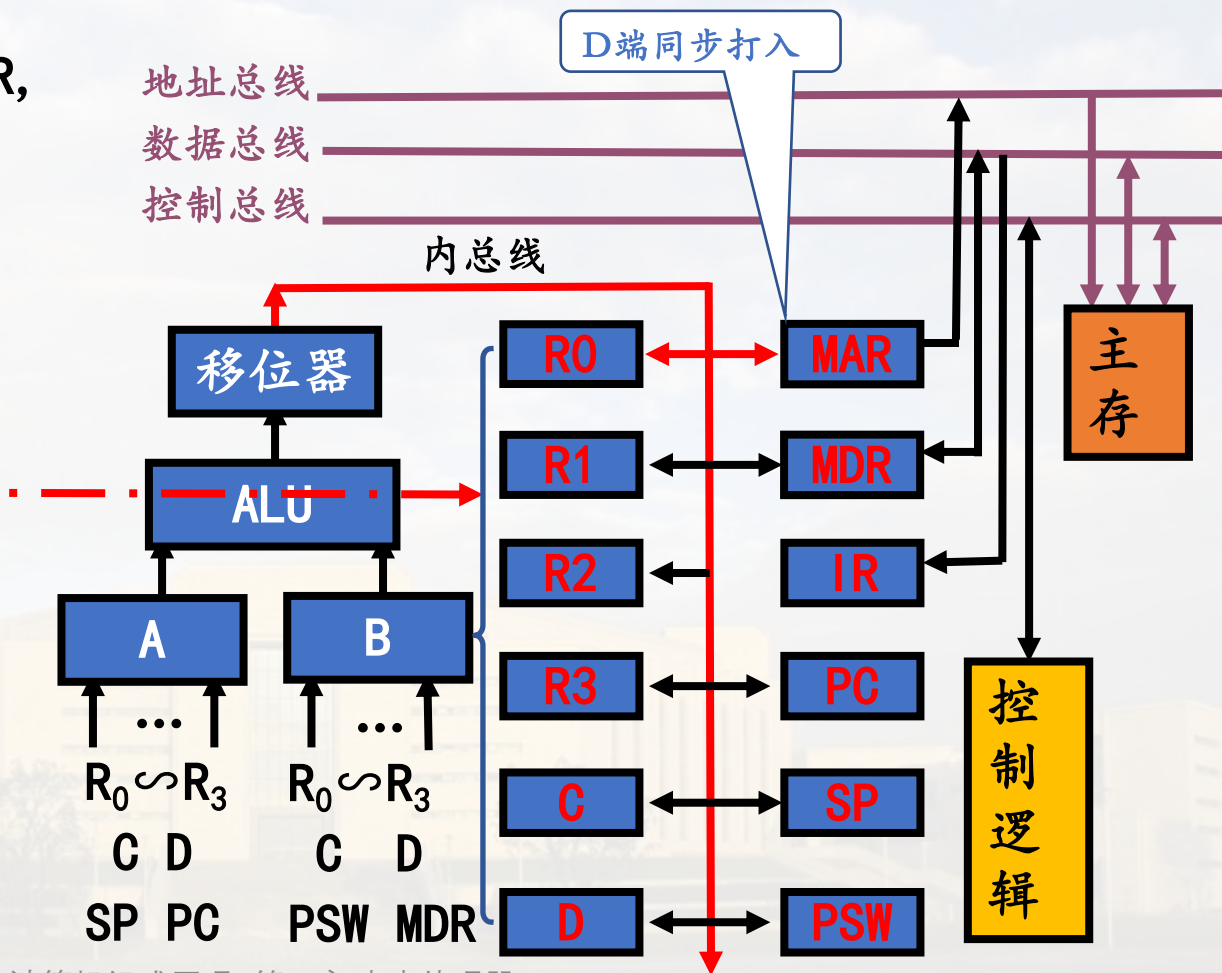 R,
D端同步打入
地址总线
数据总线
控制总线
内总线
移位器
ALU
A
B
...
...
R0∽R3
C D
SP PC
R0∽R3
C D
PSW MDR
R0
R1
R2
R3
C
D
MAR
MDR
IR
PC
SP
PSW
主存
控制逻辑